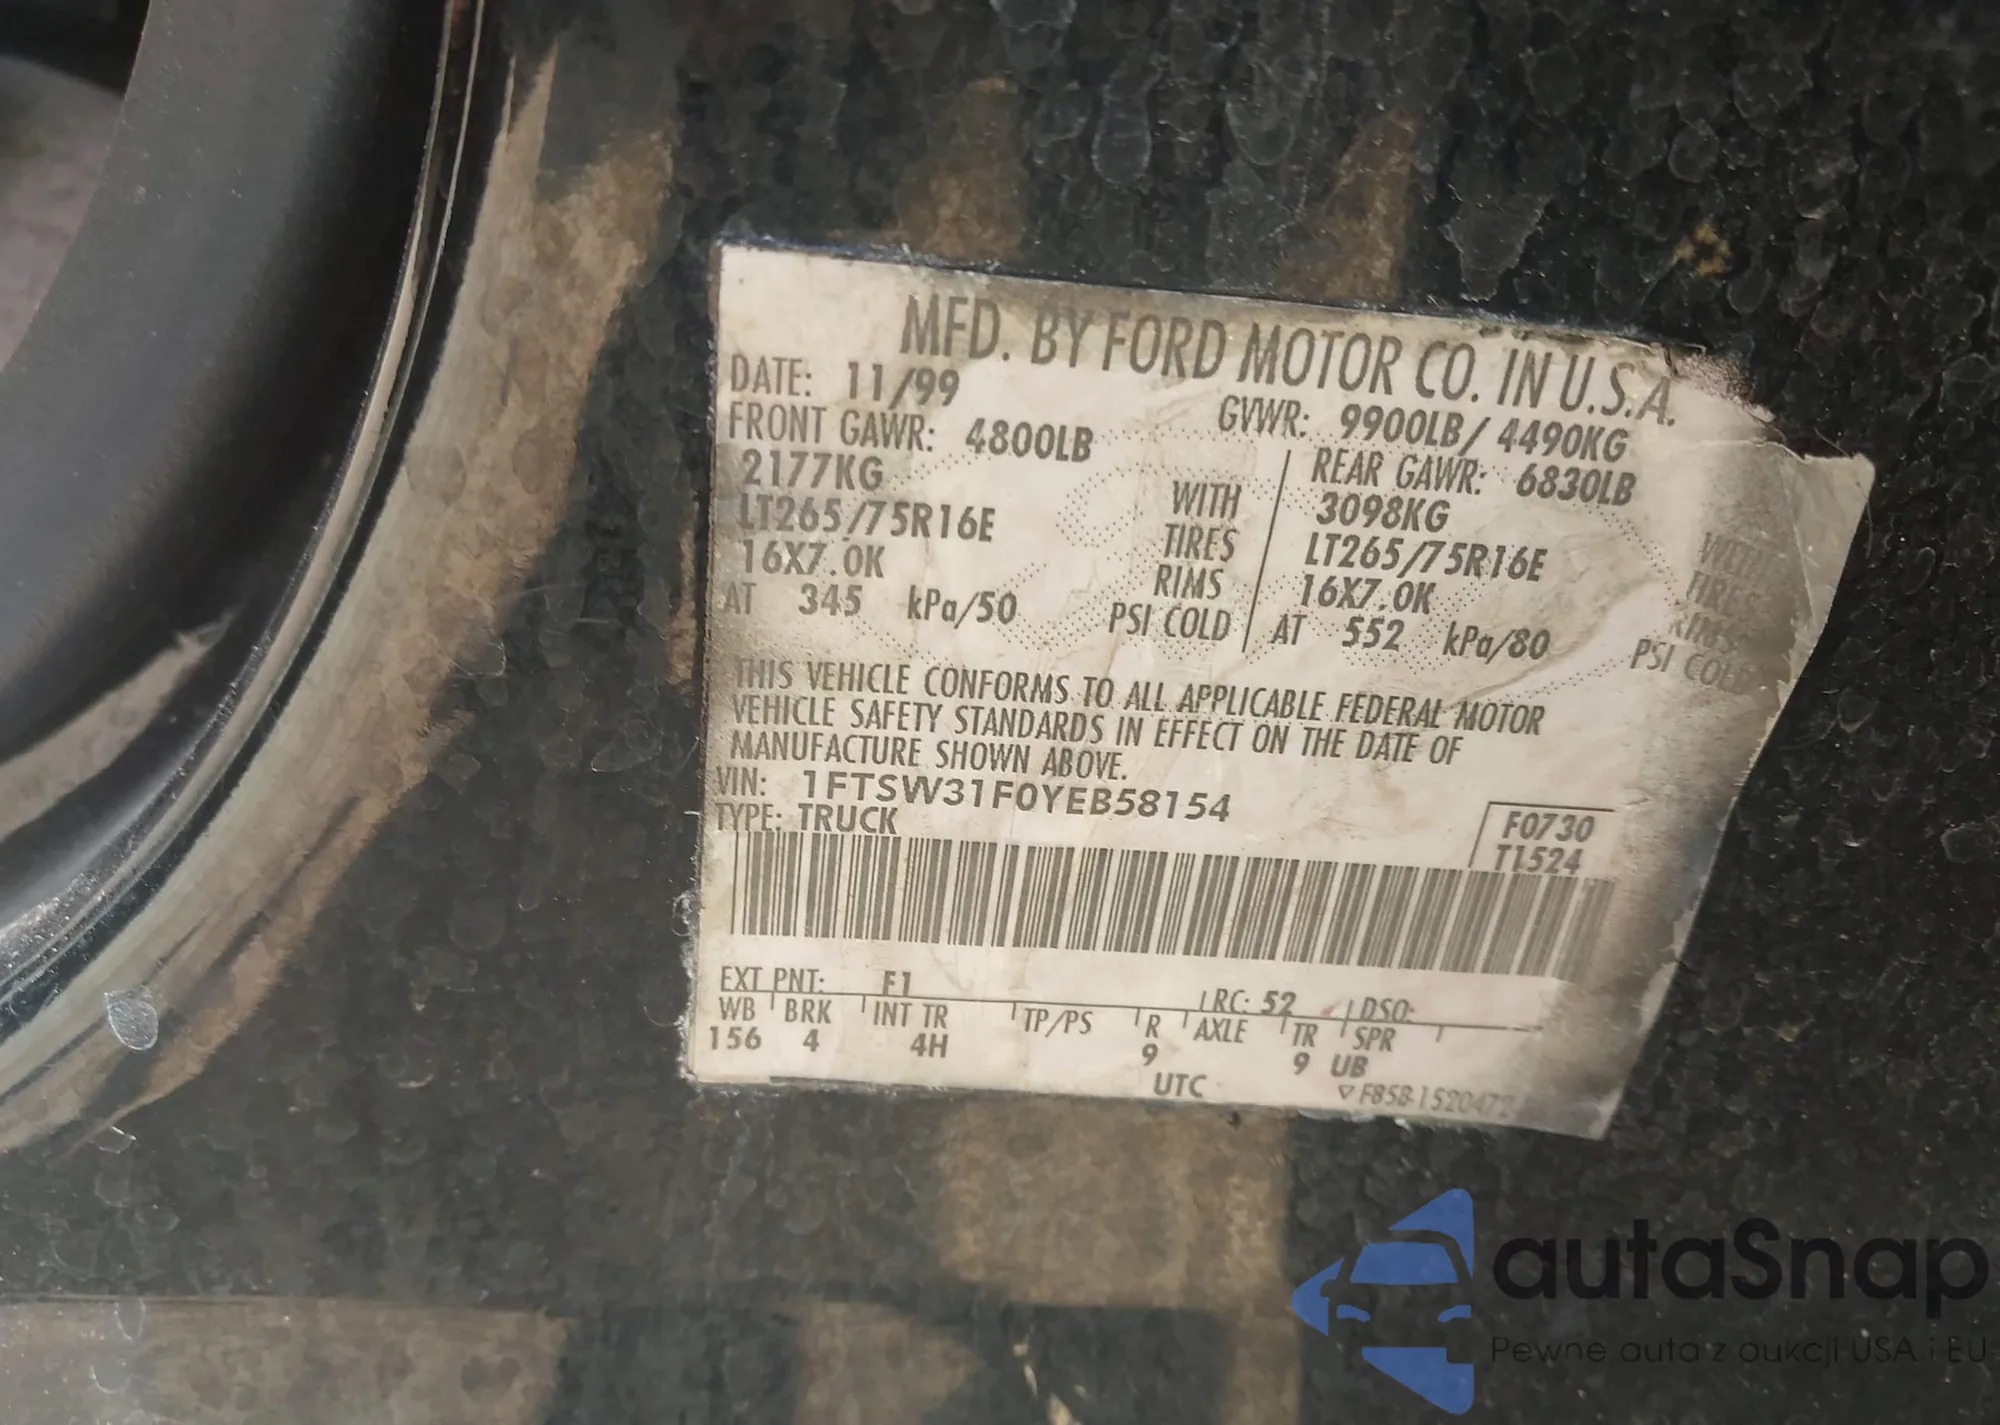 MFD. BY FORD MOTOR CO. IN U.S.A.
DATE: 11/99 GVWR: 9900LB/ 4490KG
FRONT GAWR: 4800LB REAR GAWR: 6830LB
2177KG WITH 3098KG WITH
LT265/75R16E TIRES LT265/75R16E TIRES
16X7.0K RIMS 16X7.0K RIMS
AT 345 kPa/50 PSI COLD AT 552 kPa/80 PSI COLD
THIS VEHICLE CONFORMS TO ALL APPLICABLE FEDERAL MOTOR
VEHICLE SAFETY STANDARDS IN EFFECT ON THE DATE OF
MANUFACTURE SHOWN ABOVE.
VIN: 1FTSW31F0YEB58154
TYPE: TRUCK
F0730
T1524
EXT PNT: F1 RC: 52 DSO:
WB BRK INT TR TP/PS R AXLE TR SPR
156 4 4H 9 9 UB
UTC
autaSnap
Pewne auta z aukcji USA i EU